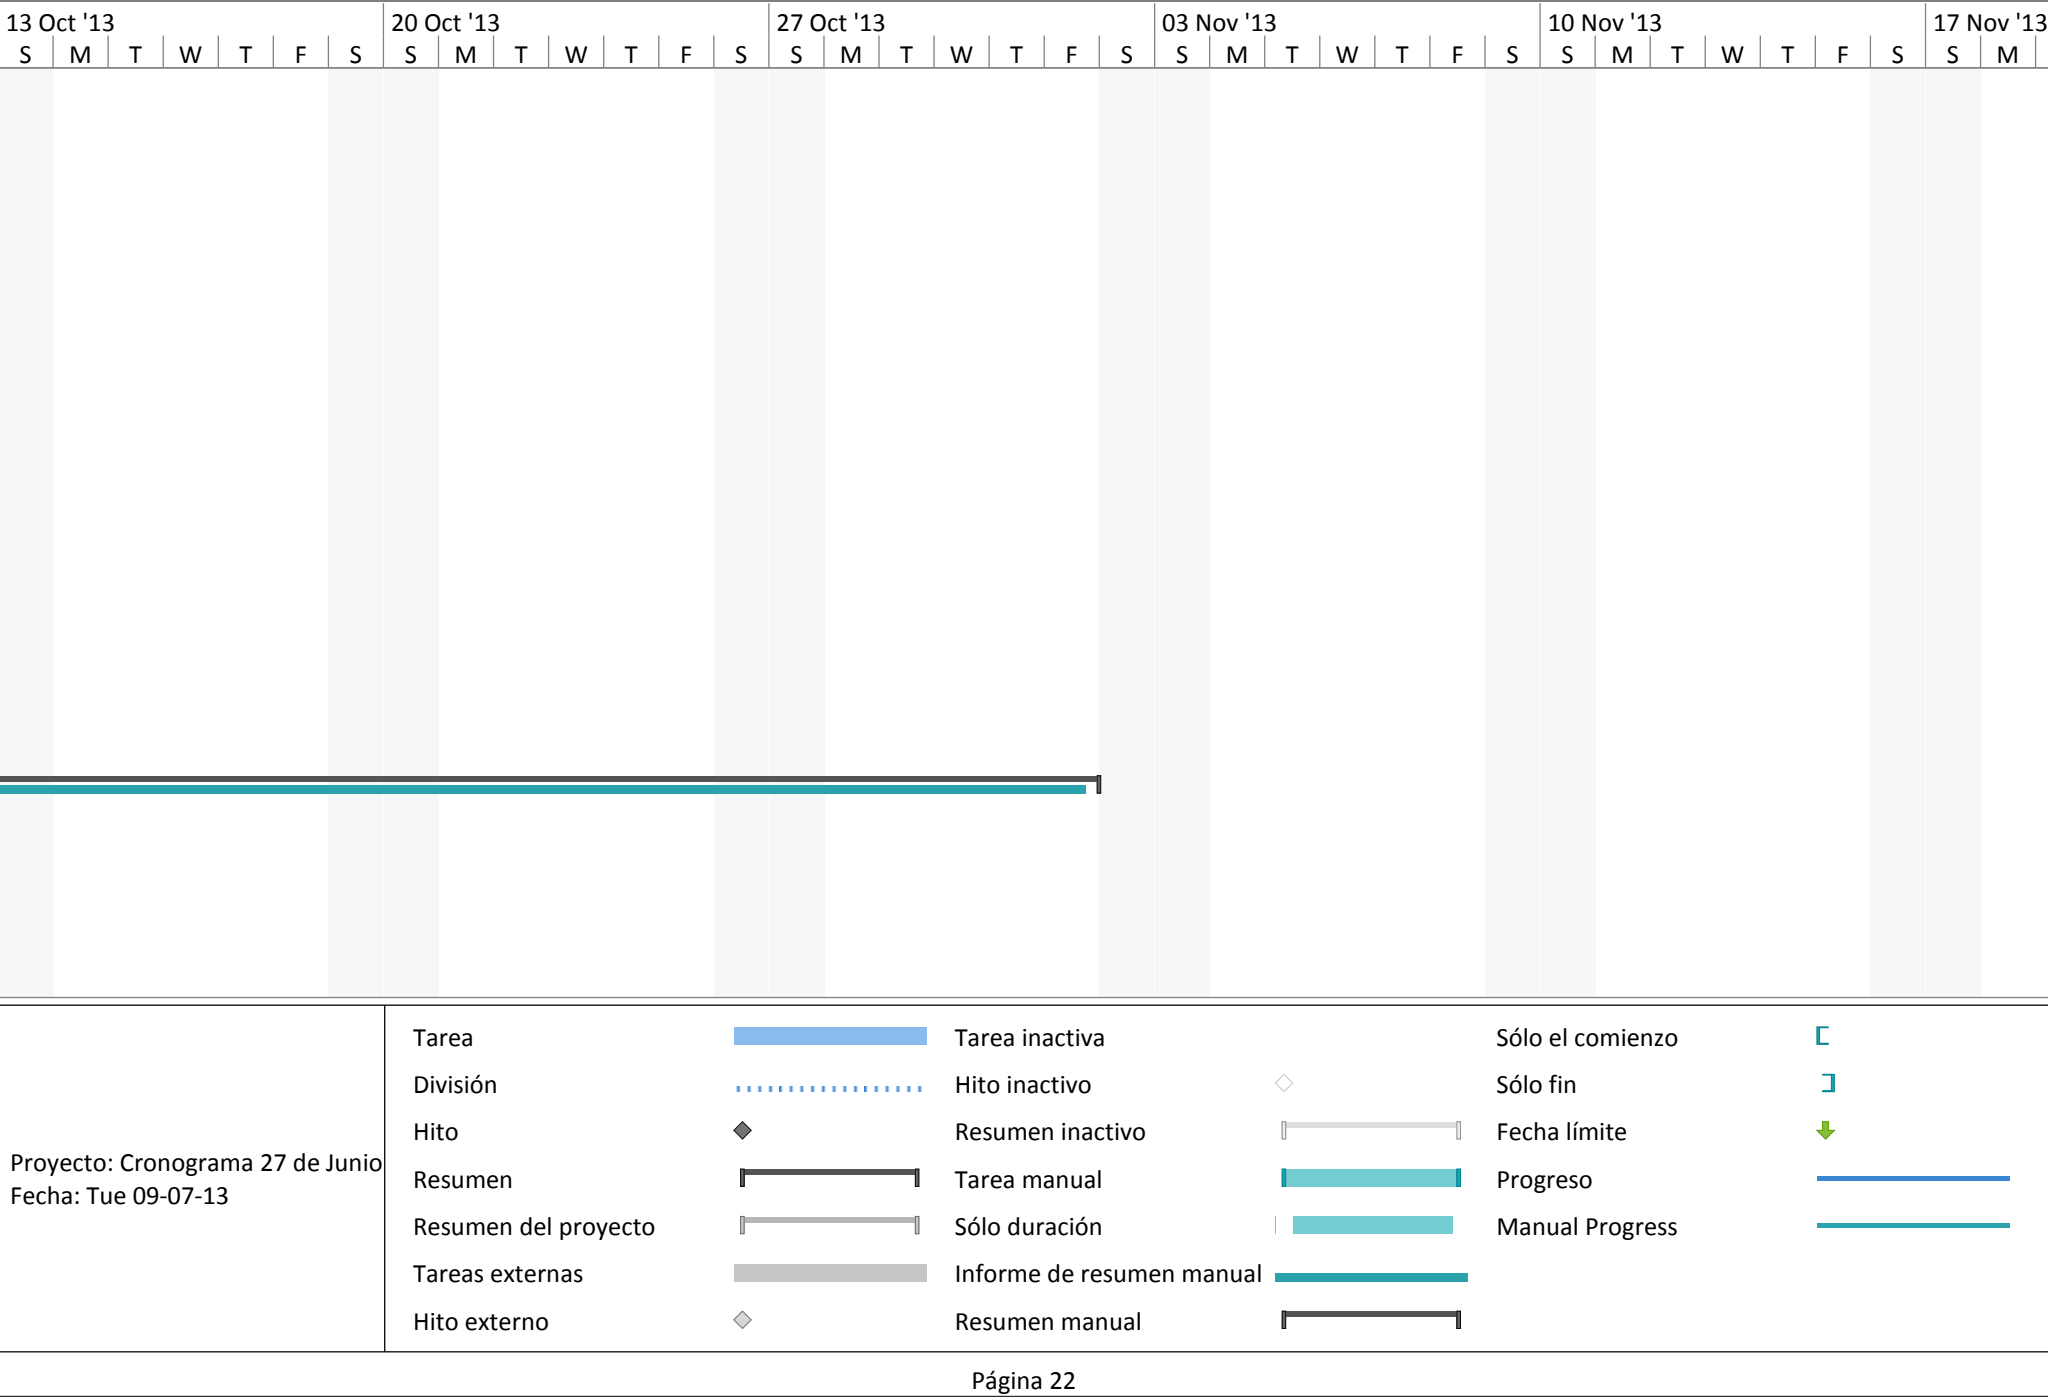 13 Oct '13 20 Oct '13 27 Oct '13 03 Nov '13 10 Nov '13 17 Nov '13
S M T W T F S S M T W T F S S M T W T F S S M T W T F S S M T W T F S S M
Tarea Tarea inactiva Sólo el comienzo
División Hito inactivo Sólo fin
Hito Resumen inactivo Fecha límite
Proyecto: Cronograma 27 de Junio
Fecha: Tue 09-07-13
Resumen Tarea manual Progreso
Resumen del proyecto Sólo duración Manual Progress
Tareas externas Informe de resumen manual
Hito externo Resumen manual
Página 22